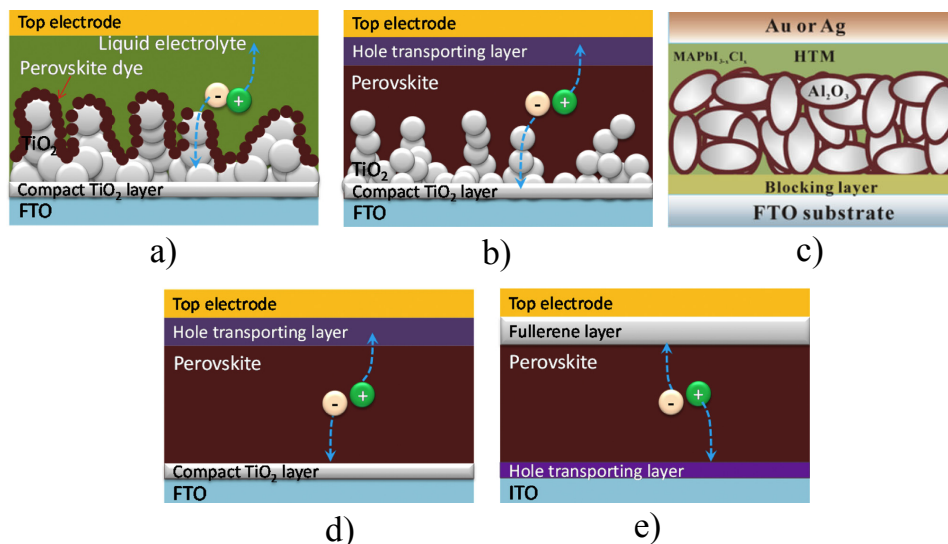 Top electrode
Liquid electrolyte
Perovskite dye
-
+
TiO₂
Compact TiO₂ layer
FTO
a)
Top electrode
Hole transporting layer
Perovskite
-
+
TiO₂
Compact TiO₂ layer
FTO
b)
Au or Ag
MAPbI₃₋ₓClₓ
HTM
Al₂O₃
Blocking layer
FTO substrate
c)
Top electrode
Hole transporting layer
Perovskite
-
+
Compact TiO₂ layer
FTO
d)
Top electrode
Fullerene layer
Perovskite
-
+
Hole transporting layer
ITO
e)